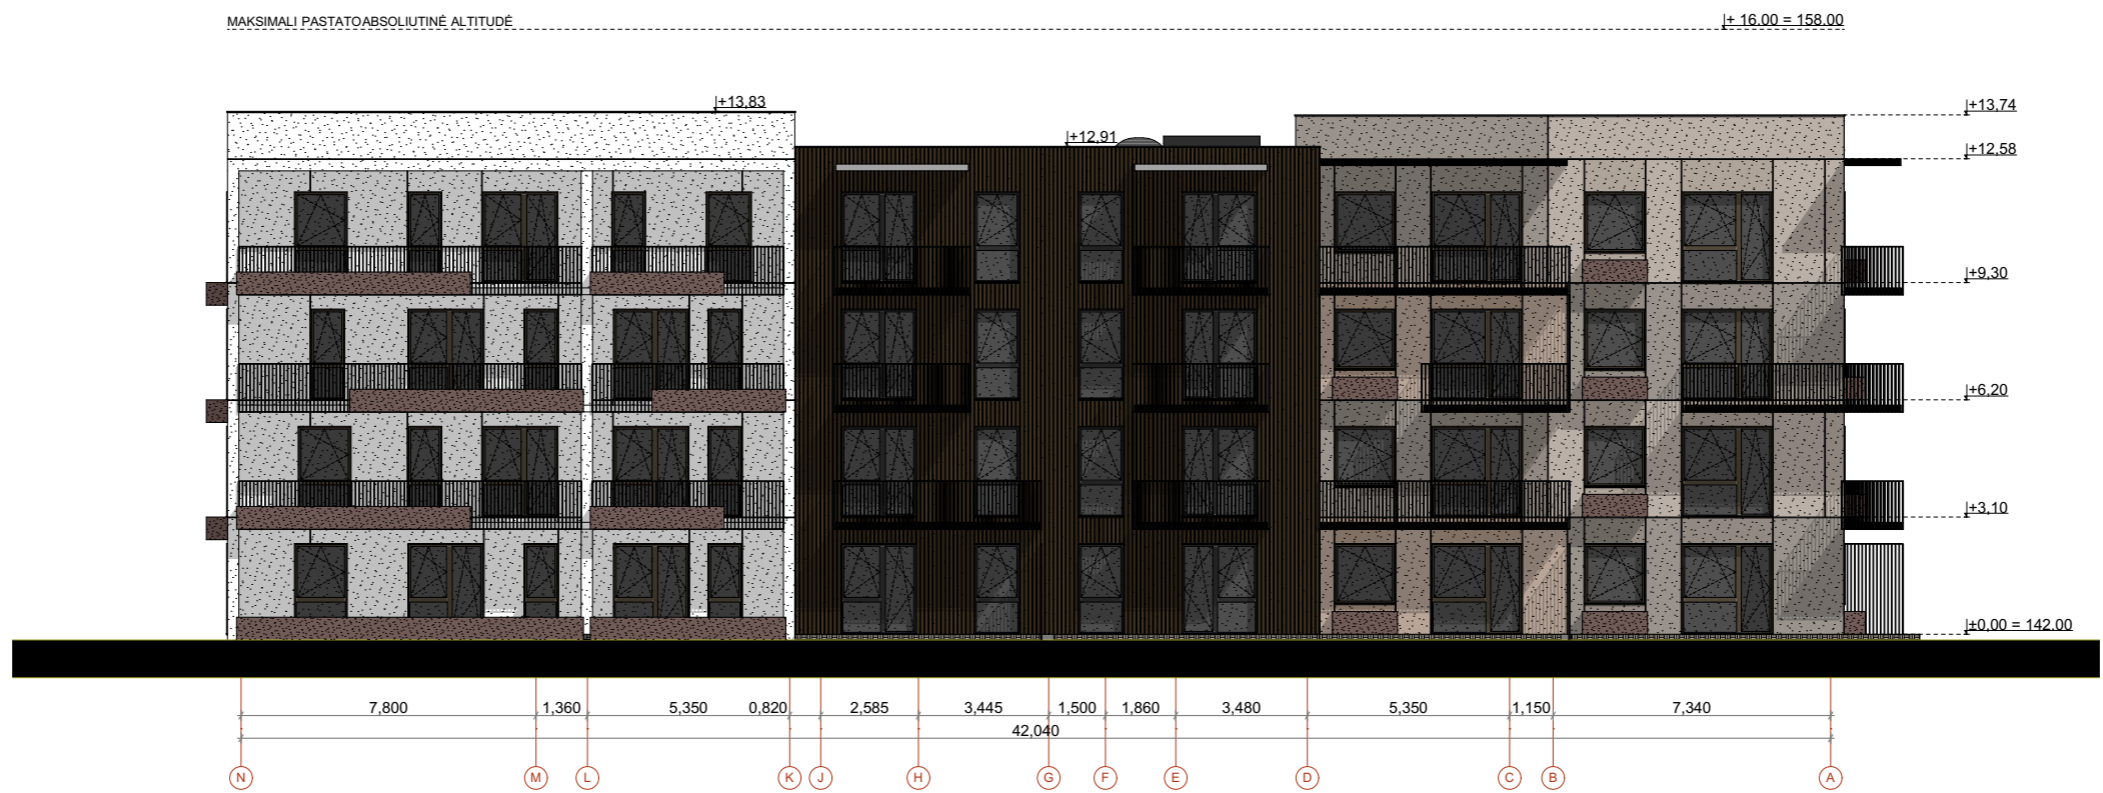 MAKSIMALI PASTATO ABSOLIUTINĖ ALTITUDĖ
+ 16.00 = 158.00
+13,83
+13,74
+12,91
+12,58
+9,30
+6,20
+3,10
±0,00 = 142.00
7,800 1,360 5,350 0,820 2,585 3,445 1,500 1,860 3,480 5,350 1,150 7,340
42,040
N M L K J H G F E D C B A